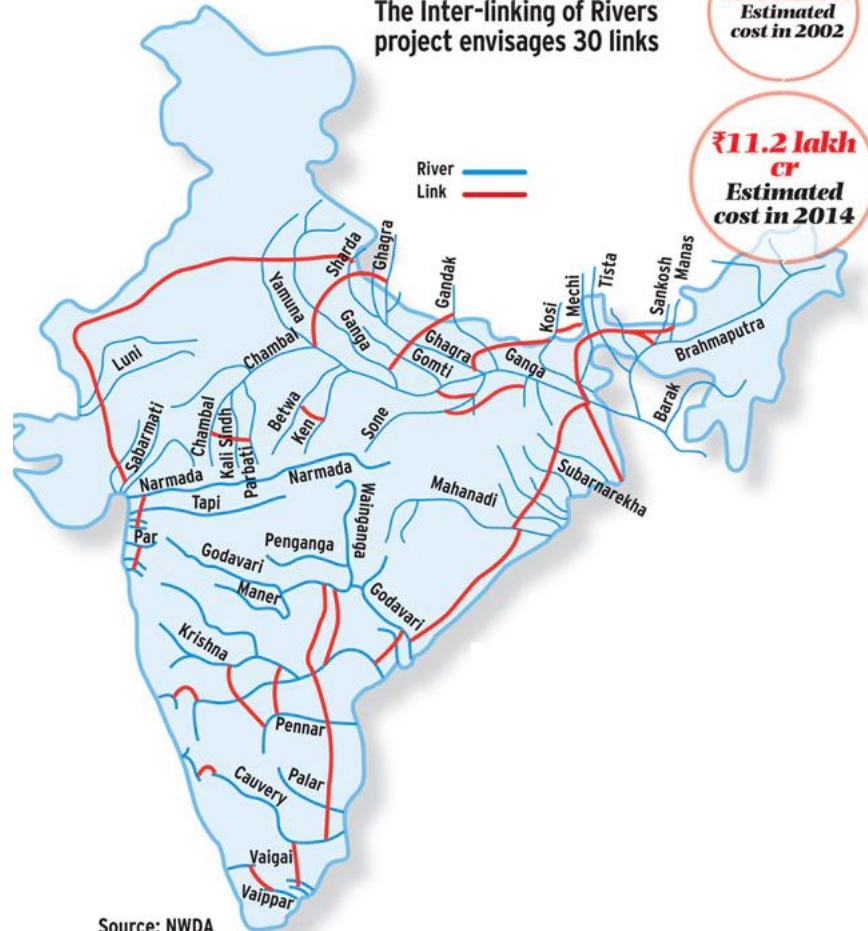 The Inter-linking of Rivers
project envisages 30 links
Estimated
cost in 2002
₹11.2 lakh
cr
Estimated
cost in 2014
River
Link
Sharda
Ghagra
Gandak
Kosi
Mechi
Tista
Sankosh
Manas
Yamuna
Ganga
Ghagra
Gomti
Ganga
Brahmaputra
Luni
Chambal
Barak
Sabarmati
Chambal
Kali Sindh
Parbati
Betwa
Ken
Sone
Narmada
Narmada
Tapi
Wainganga
Mahanadi
Subarnarekha
Par
Godavari
Penganga
Maner
Godavari
Krishna
Pennar
Cauvery
Palar
Vaigai
Vaippar
Source: NWDA